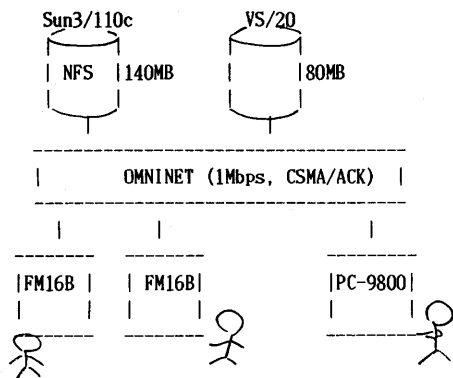 Sun3/110c VS/20
NFS 140MB 80MB
OMNINET (1Mbps, CSMA/ACK)
FM16B FM16B PC-9800